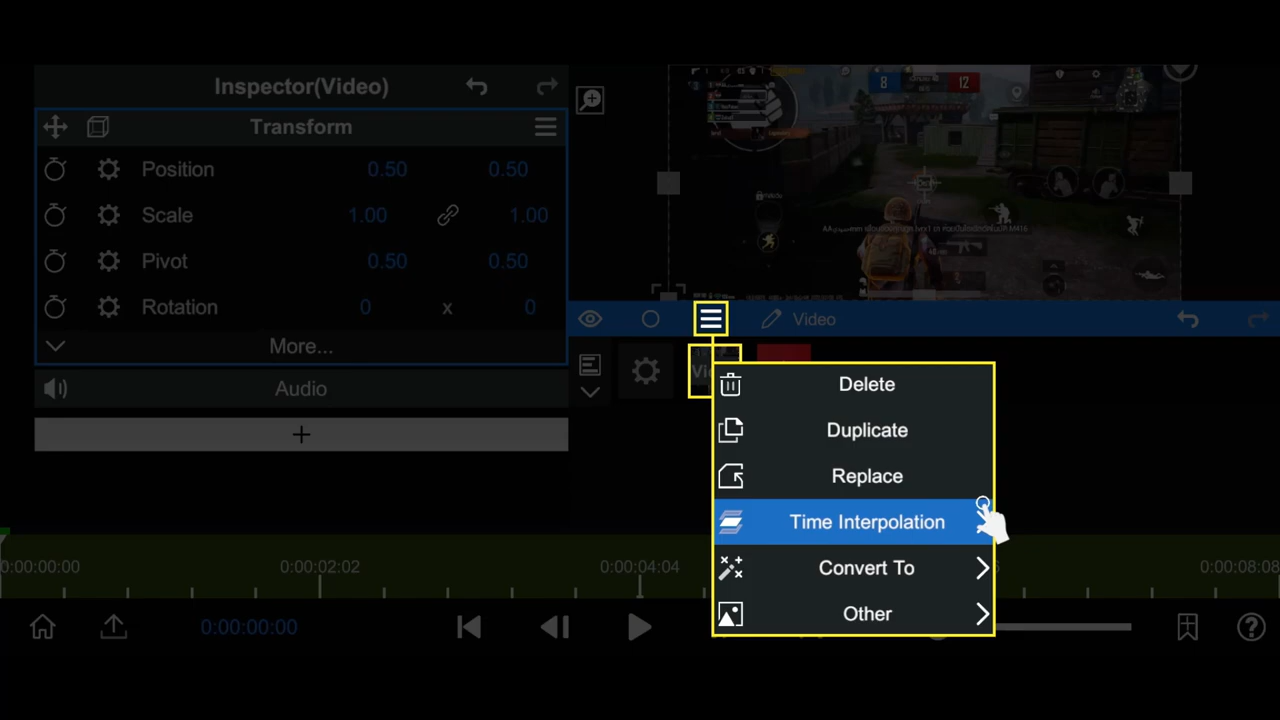 Inspector(Video)
Transform
Position 0.50 0.50
Scale 1.00 1.00
Pivot 0.50 0.50
Rotation 0 x 0
More...
Audio
8 12
Video
Delete
Duplicate
Replace
Time Interpolation
Convert To
Other
0:00:00:00 0:00:02:02 0:00:04:04 0:00:08:08
0:00:00:00